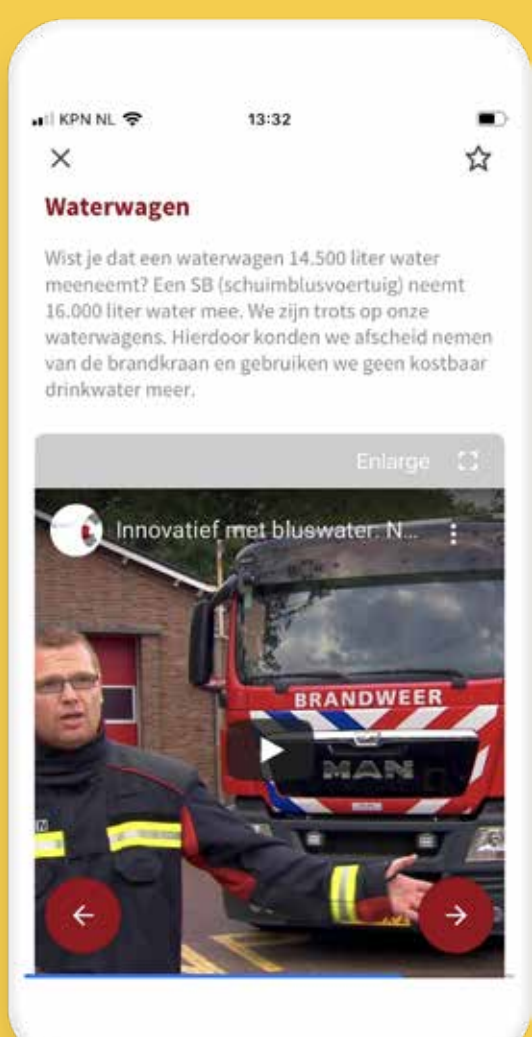 KPN NL 13:32
Waterwagen
Wist je dat een waterwagen 14.500 liter water
meeneemt? Een SB (schuimblusvoertuig) neemt
16.000 liter water mee. We zijn trots op onze
waterwagens. Hierdoor konden we afscheid nemen
van de brandkraan en gebruiken we geen kostbaar
drinkwater meer.
Enlarge
Innovatief met bluswater: N...
BRANDWEER
MAN